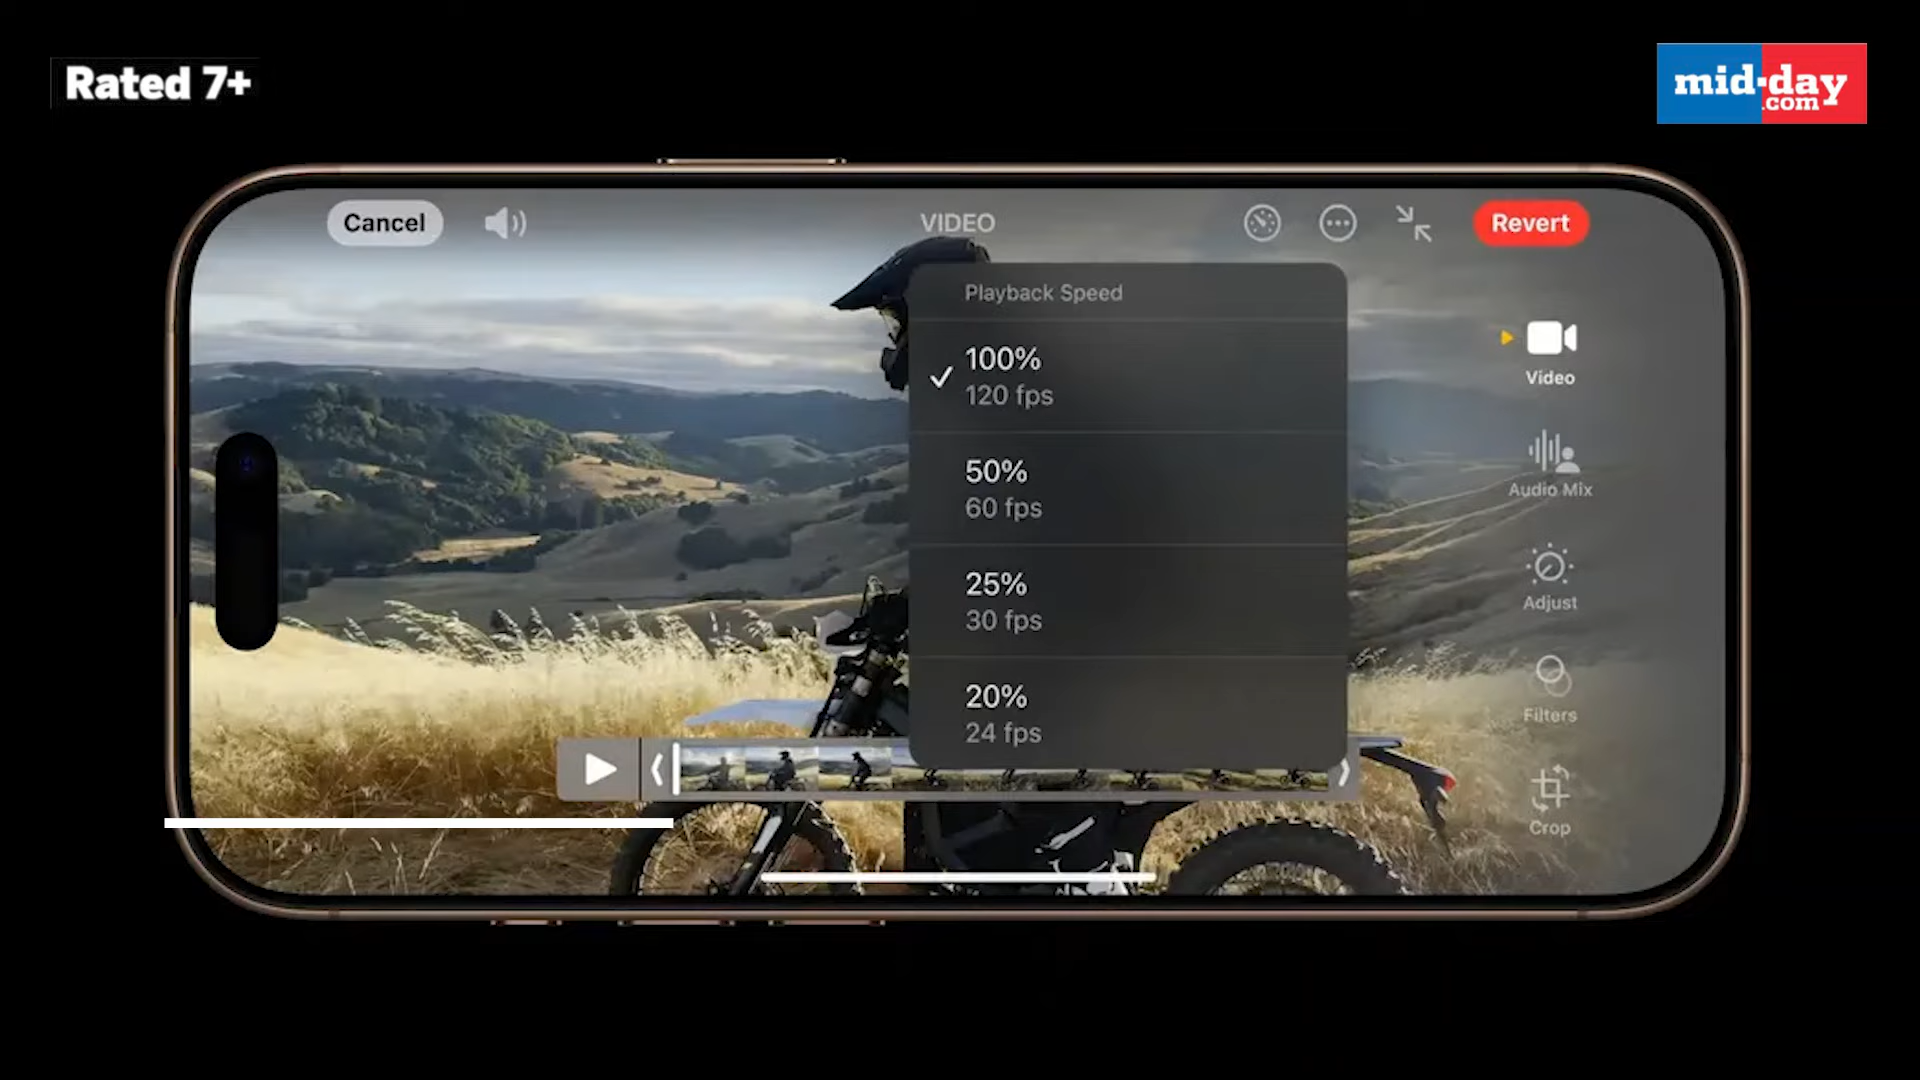 Rated 7+
mid-day
.com
Cancel
VIDEO
Revert
Playback Speed
100%
120 fps
50%
60 fps
25%
30 fps
20%
24 fps
Video
Audio Mix
Adjust
Filters
Crop